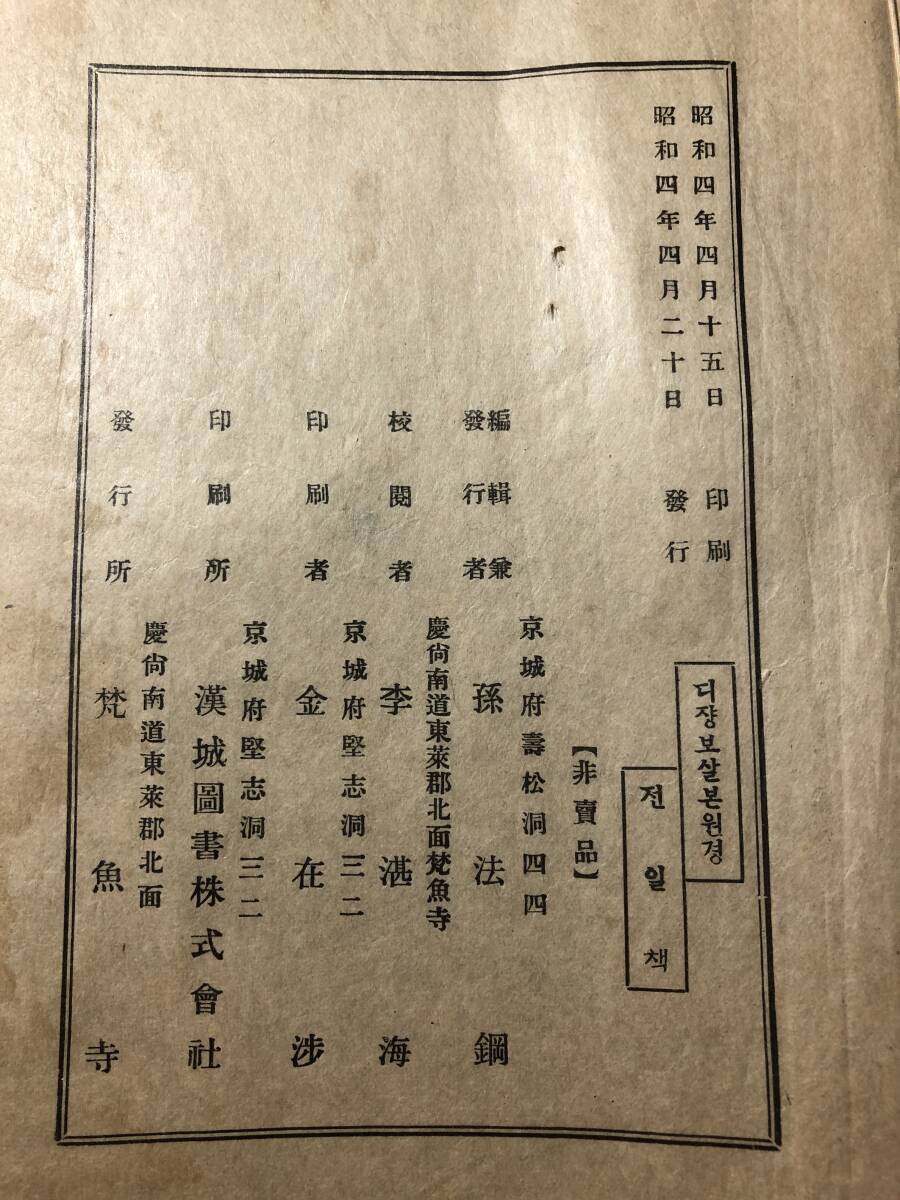 昭和四年四月十五日 印刷
昭和四年四月二十日 發行
디쟝보살본원경
전일책
【非賣品】
京城府壽松洞四四
編輯兼
發行者 孫法鋼
慶尙南道東萊郡北面梵魚寺
校閱者 李湛海
京城府堅志洞三二
印刷者 金在涉
京城府堅志洞三二
印刷所 漢城圖書株式會社
慶尙南道東萊郡北面
發行所 梵魚寺